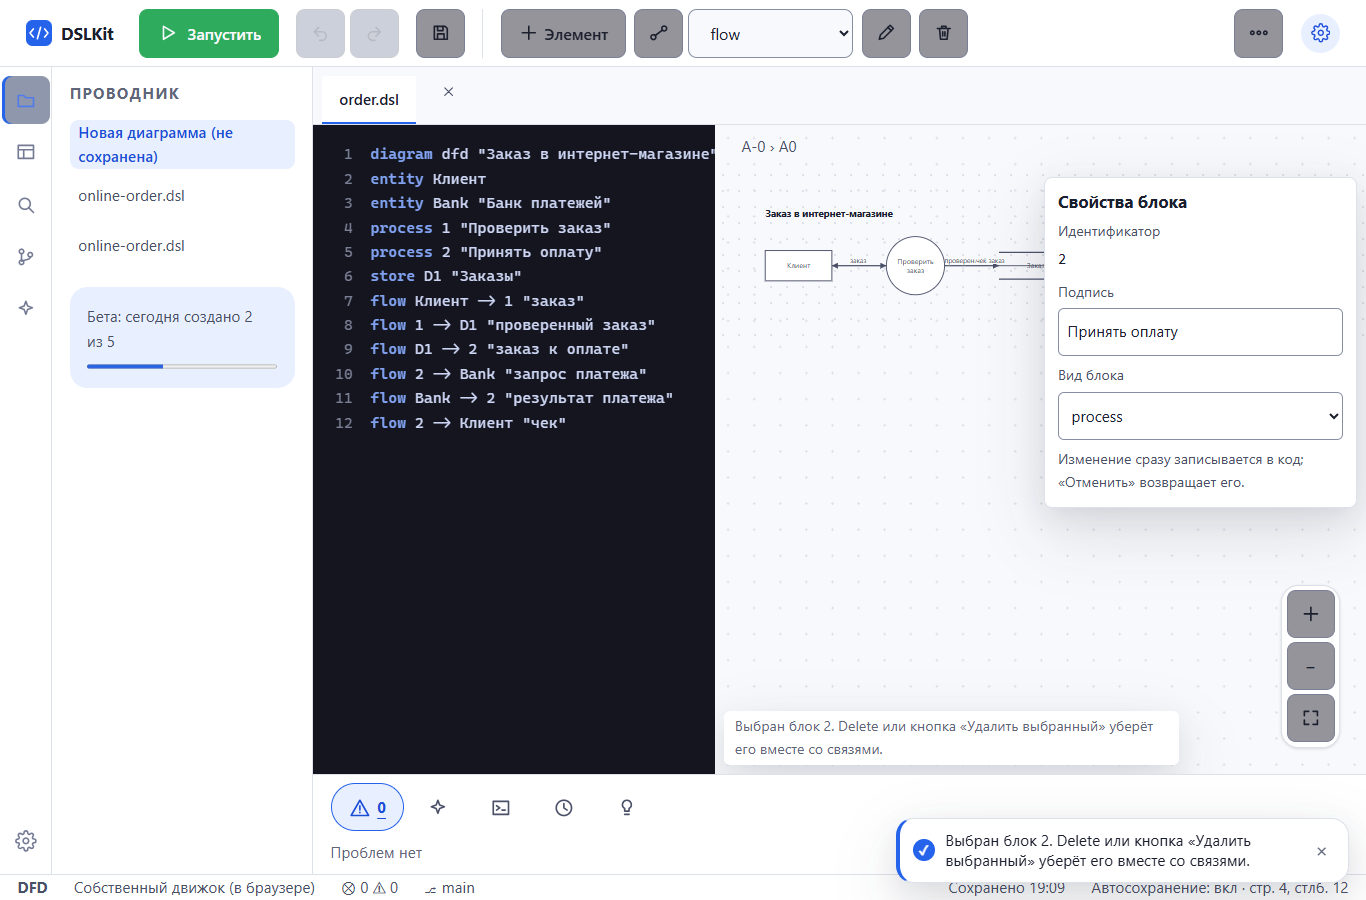 DSLKit
Запустить
Элемент
flow
ПРОВОДНИК
Новая диаграмма (не
сохранена)
online-order.dsl
online-order.dsl
Бета: сегодня создано 2
из 5
order.dsl
1 diagram dfd "Заказ в интернет-магазине"
2 entity Клиент
3 entity Bank "Банк платежей"
4 process 1 "Проверить заказ"
5 process 2 "Принять оплату"
6 store D1 "Заказы"
7 flow Клиент -> 1 "заказ"
8 flow 1 -> D1 "проверенный заказ"
9 flow D1 -> 2 "заказ к оплате"
10 flow 2 -> Bank "запрос платежа"
11 flow Bank -> 2 "результат платежа"
12 flow 2 -> Клиент "чек"
A-0 › A0
Заказ в интернет-магазине
Клиент
заказ
Проверить
заказ
Свойства блока
Идентификатор
2
Подпись
Принять оплату
Вид блока
process
Изменение сразу записывается в код;
«Отменить» возвращает его.
Выбран блок 2. Delete или кнопка «Удалить выбранный» уберёт
его вместе со связями.
0
Проблем нет
Выбран блок 2. Delete или кнопка «Удалить
выбранный» уберёт его вместе со связями.
DFD Собственный движок (в браузере) 0 0 main Сохранено 19:09 Автосохранение: вкл · стр. 4, стлб. 12